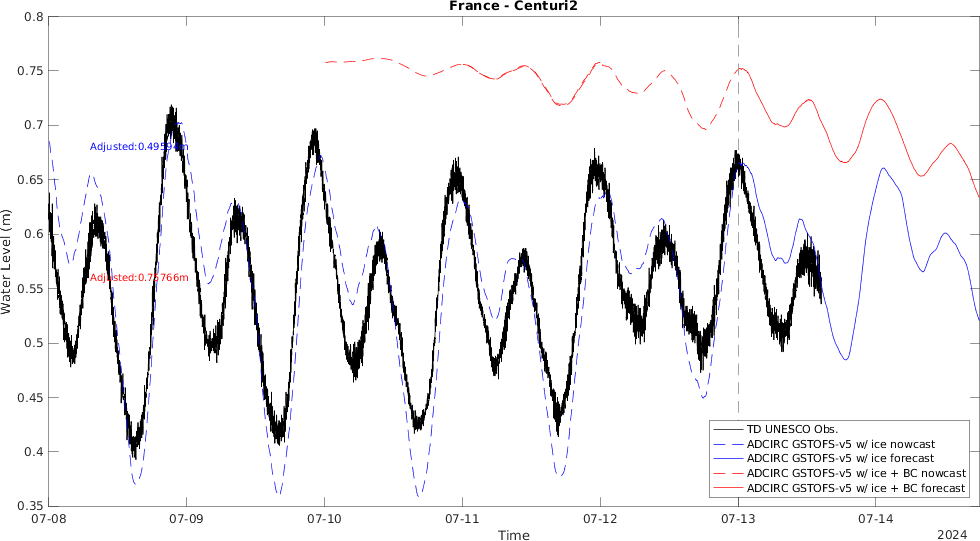 France - Centuri2
0.8
0.75
0.7
0.65
0.6
0.55
0.5
0.45
0.4
0.35
Water Level (m)
Adjusted:0.49594m
Adjusted:0.75766m
07-08 07-09 07-10 07-11 07-12 07-13 07-14
Time
2024
TD UNESCO Obs.
ADCIRC GSTOFS-v5 w/ ice nowcast
ADCIRC GSTOFS-v5 w/ ice forecast
ADCIRC GSTOFS-v5 w/ ice + BC nowcast
ADCIRC GSTOFS-v5 w/ ice + BC forecast